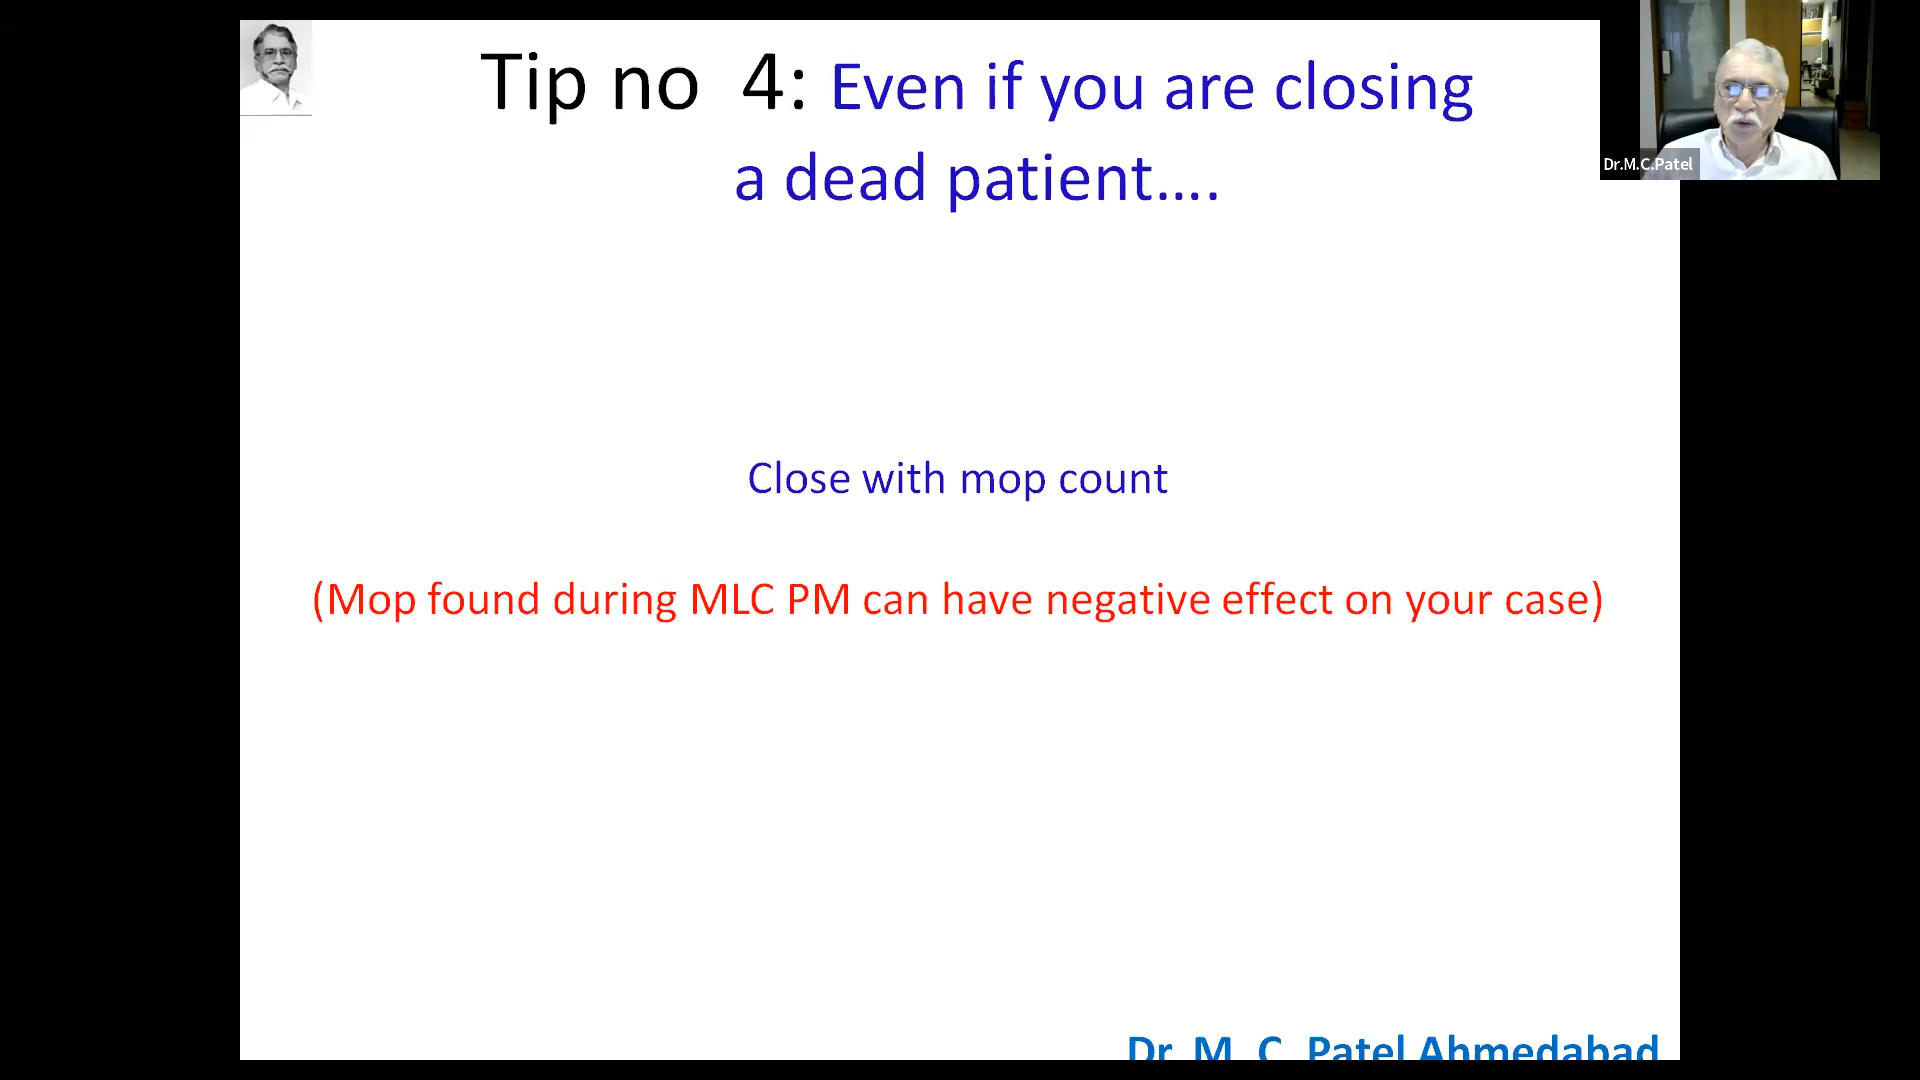 Tip no 4: Even if you are closing
a dead patient....
Dr.M.C.Patel
Close with mop count
(Mop found during MLC PM can have negative effect on your case)
Dr. M. C. Patel Ahmedabad